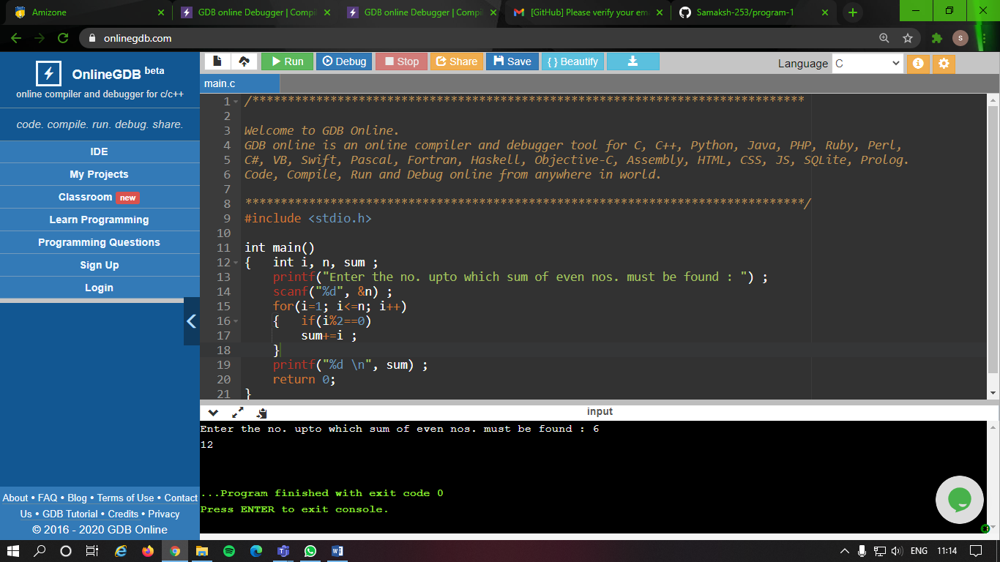 Amizone
GDB online Debugger | Compil
GDB online Debugger | Compil
[GitHub] Please verify your ema
Samaksh-253/program-1
onlinegdb.com
S
OnlineGDB beta
online compiler and debugger for c/c++
code. compile. run. debug. share.
IDE
My Projects
Classroom new
Learn Programming
Programming Questions
Sign Up
Login
About • FAQ • Blog • Terms of Use • Contact
Us • GDB Tutorial • Credits • Privacy
© 2016 - 2020 GDB Online
Run Debug Stop Share Save { } Beautify
Language C
main.c
1 /******************************************************************************
2
3 Welcome to GDB Online.
4 GDB online is an online compiler and debugger tool for C, C++, Python, Java, PHP, Ruby, Perl,
5 C#, VB, Swift, Pascal, Fortran, Haskell, Objective-C, Assembly, HTML, CSS, JS, SQLite, Prolog.
6 Code, Compile, Run and Debug online from anywhere in world.
7
8 *******************************************************************************/
9 #include <stdio.h>
10
11 int main()
12 {   int i, n, sum ;
13     printf("Enter the no. upto which sum of even nos. must be found : ") ;
14     scanf("%d", &n) ;
15     for(i=1; i<=n; i++)
16     {   if(i%2==0)
17         sum+=i ;
18     }
19     printf("%d \n", sum) ;
20     return 0;
21 }
input
Enter the no. upto which sum of even nos. must be found : 6
12
...Program finished with exit code 0
Press ENTER to exit console.
ENG 11:14